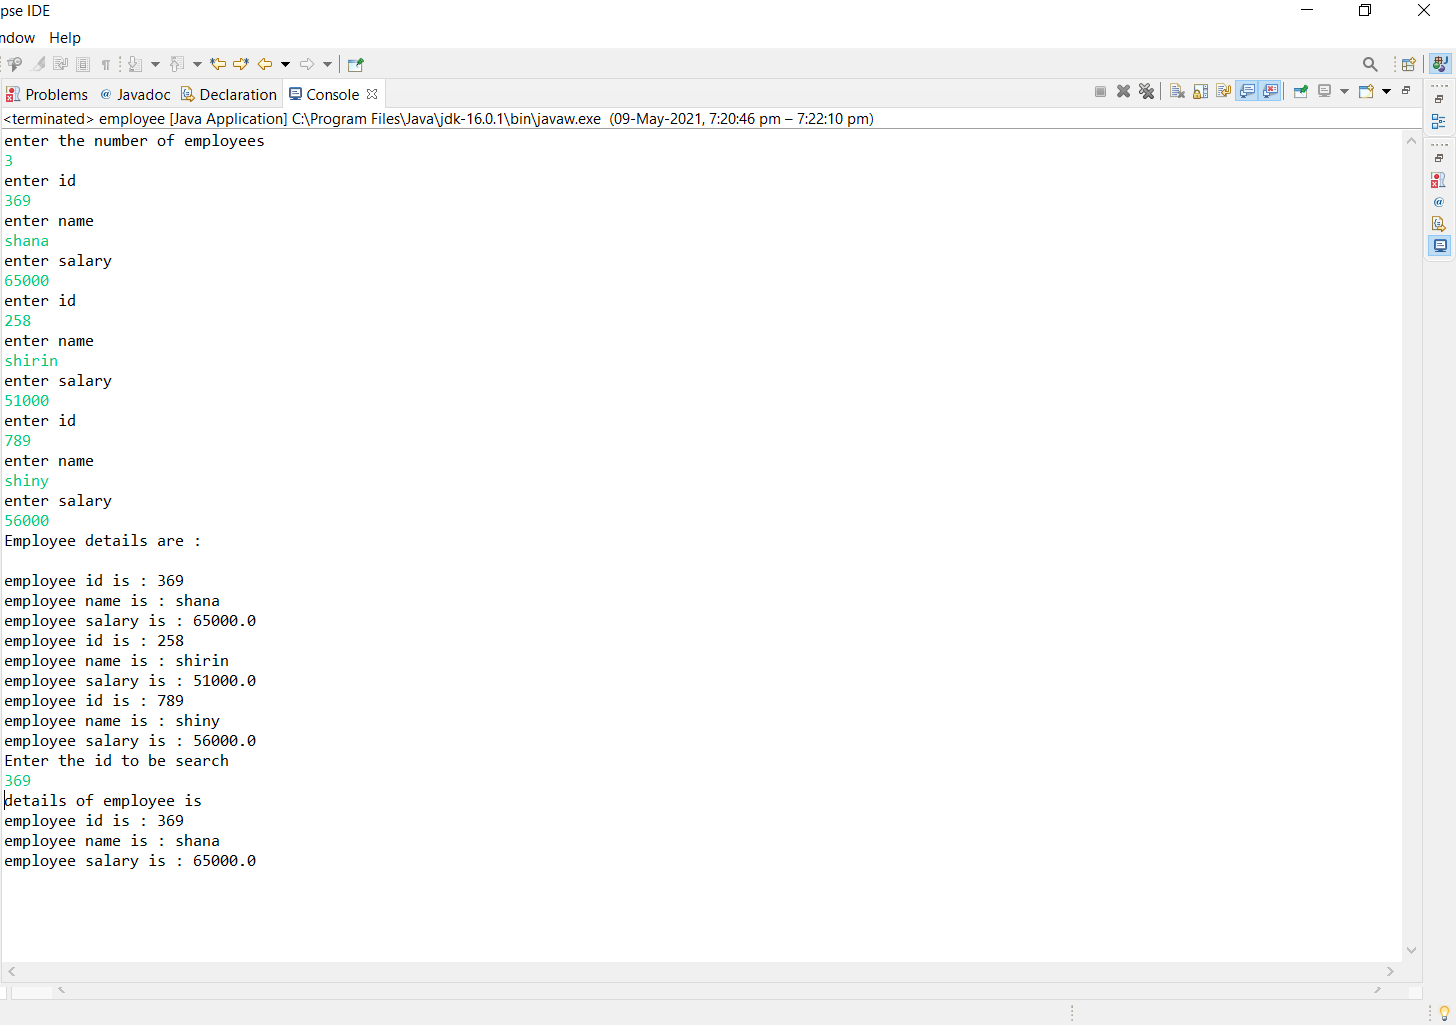 pse IDE
ndow Help
Problems @ Javadoc Declaration Console
<terminated> employee [Java Application] C:\Program Files\Java\jdk-16.0.1\bin\javaw.exe (09-May-2021, 7:20:46 pm – 7:22:10 pm)
enter the number of employees
3
enter id
369
enter name
shana
enter salary
65000
enter id
258
enter name
shirin
enter salary
51000
enter id
789
enter name
shiny
enter salary
56000
Employee details are :
employee id is : 369
employee name is : shana
employee salary is : 65000.0
employee id is : 258
employee name is : shirin
employee salary is : 51000.0
employee id is : 789
employee name is : shiny
employee salary is : 56000.0
Enter the id to be search
369
details of employee is
employee id is : 369
employee name is : shana
employee salary is : 65000.0